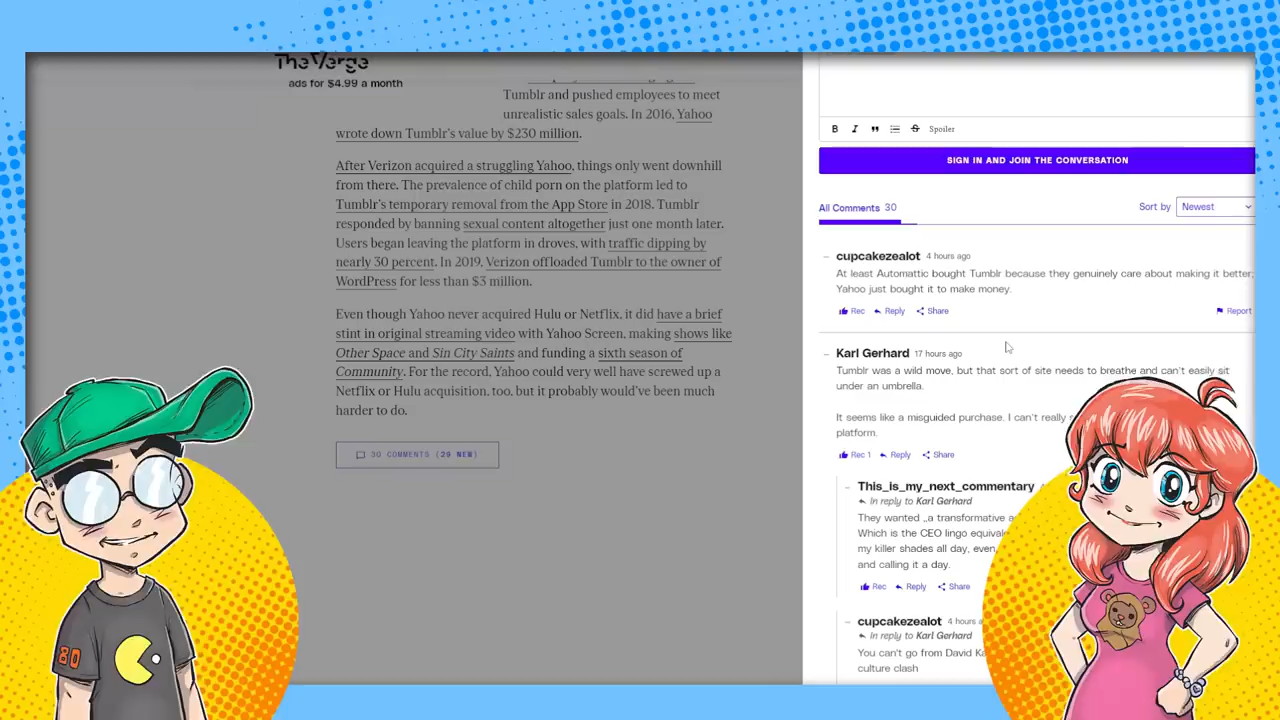 The Verge
ads for $4.99 a month
Tumblr and pushed employees to meet
unrealistic sales goals. In 2016, Yahoo
wrote down Tumblr's value by $230 million.
After Verizon acquired a struggling Yahoo, things only went downhill
from there. The prevalence of child porn on the platform led to
Tumblr's temporary removal from the App Store in 2018. Tumblr
responded by banning sexual content altogether just one month later.
Users began leaving the platform in droves, with traffic dipping by
nearly 30 percent. In 2019, Verizon offloaded Tumblr to the owner of
WordPress for less than $3 million.
Even though Yahoo never acquired Hulu or Netflix, it did have a brief
stint in original streaming video with Yahoo Screen, making shows like
Other Space and Sin City Saints and funding a sixth season of
Community. For the record, Yahoo could very well have screwed up a
Netflix or Hulu acquisition, too, but it probably would've been much
harder to do.
30 COMMENTS (29 NEW)
B I Spoiler
SIGN IN AND JOIN THE CONVERSATION
All Comments 30
Sort by Newest
cupcakezealot 4 hours ago
At least Automattic bought Tumblr because they genuinely care about making it better;
Yahoo just bought it to make money.
Rec Reply Share Report
Karl Gerhard 17 hours ago
Tumblr was a wild move, but that sort of site needs to breathe and can't easily sit
under an umbrella.
It seems like a misguided purchase. I can't really
platform.
Rec 1 Reply Share
This_is_my_next_commentary
In reply to Karl Gerhard
They wanted „a transformative
Which is the CEO lingo
my killer shades all day, even,
and calling it a day.
Rec Reply Share
cupcakezealot 4 hours
In reply to Karl Gerhard
You can't go from David
culture clash
80